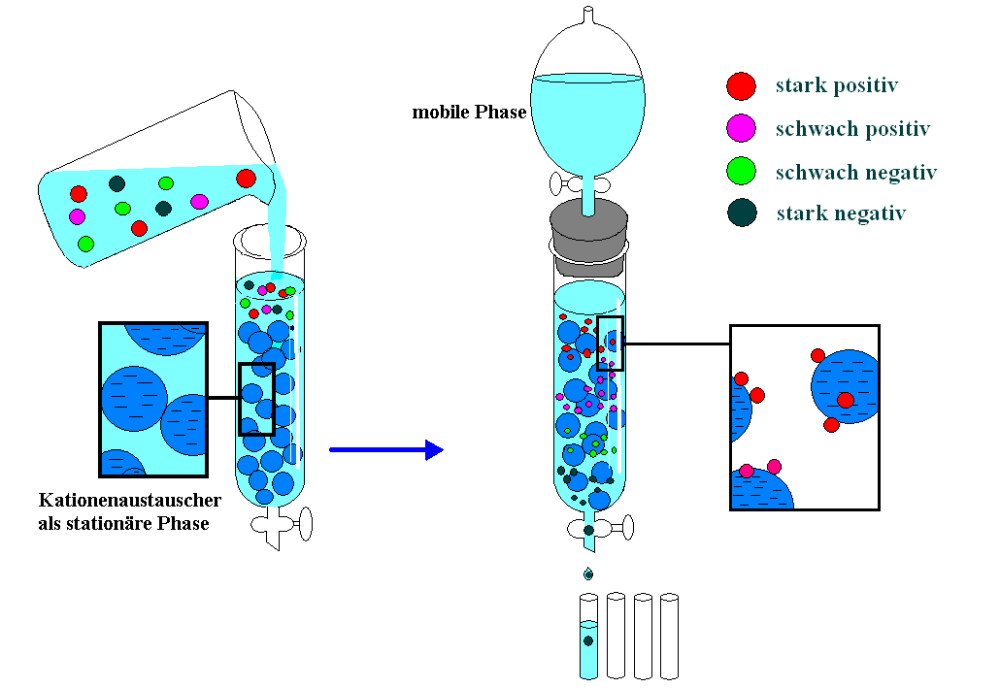 mobile Phase
stark positiv
schwach positiv
schwach negativ
stark negativ
Kationenaustauscher
als stationäre Phase